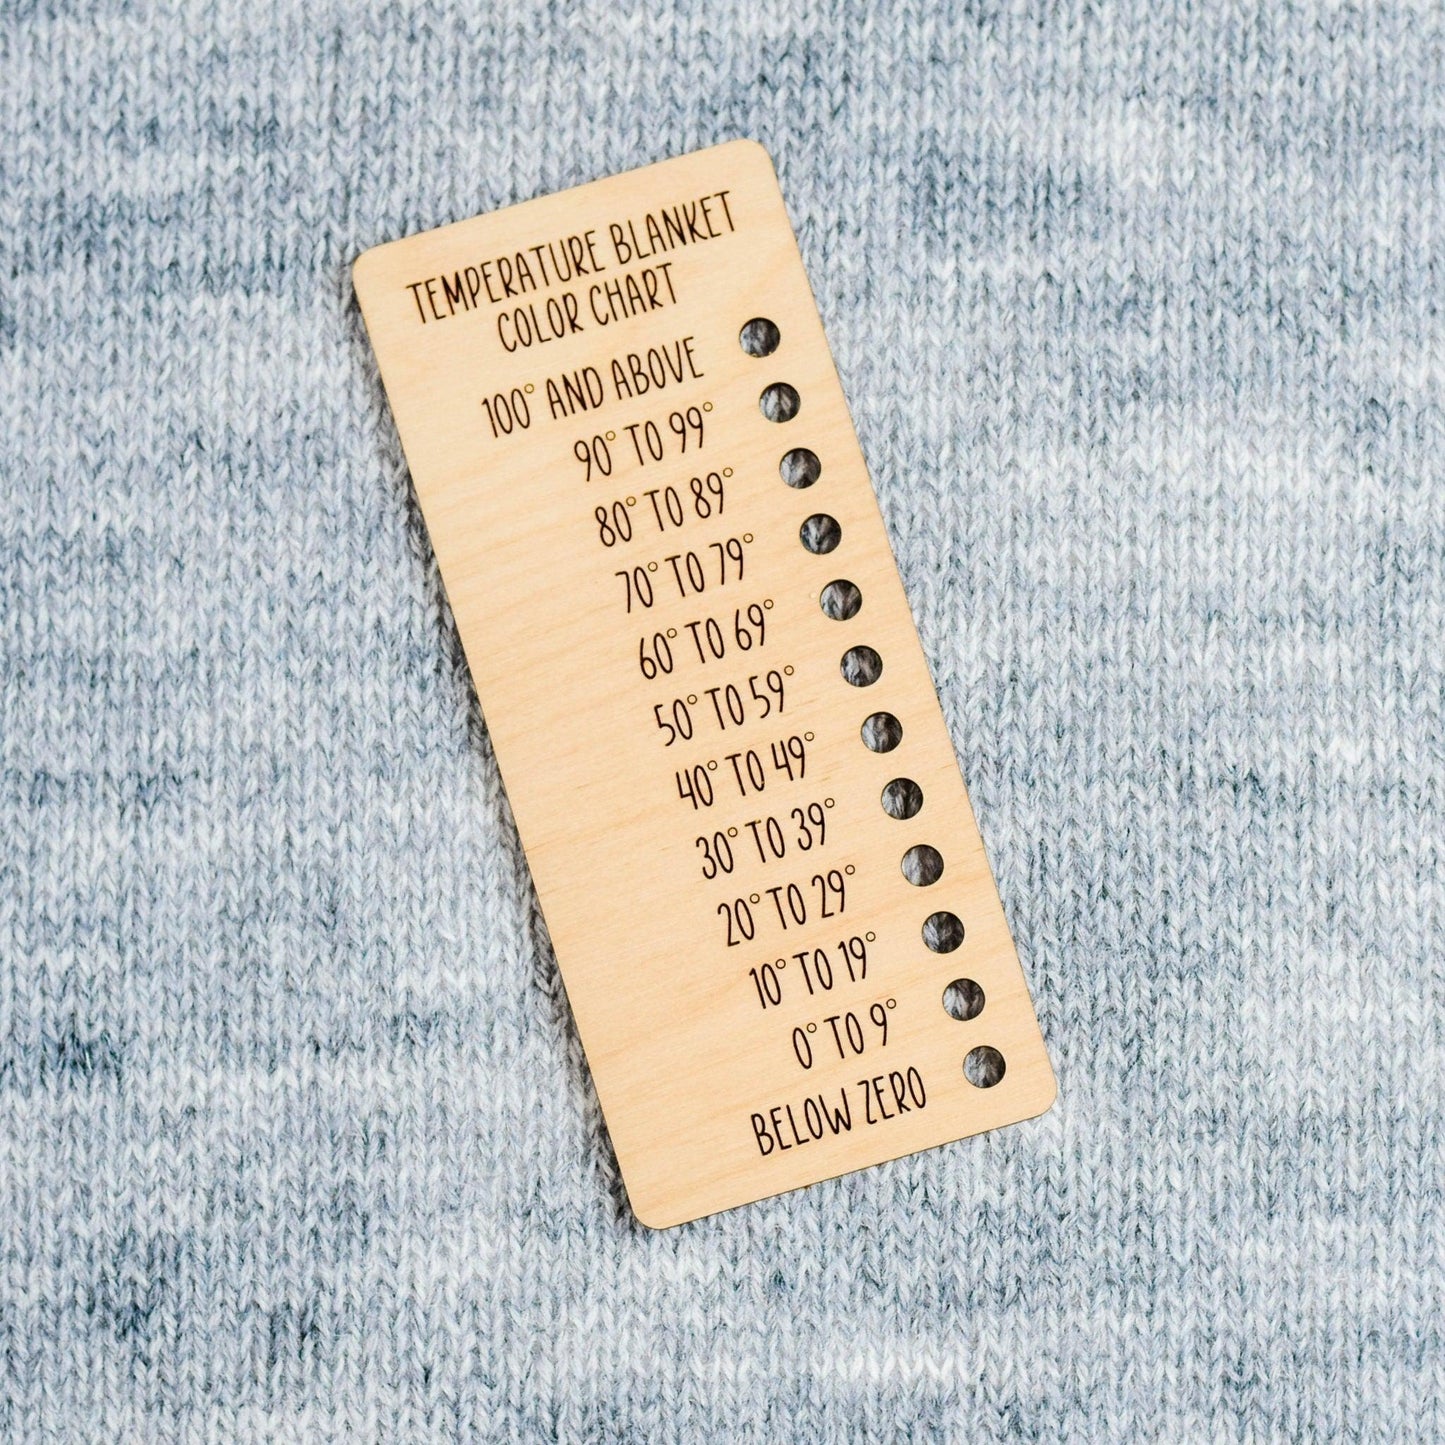 TEMPERATURE BLANKET
COLOR CHART
100° AND ABOVE
90° TO 99°
80° TO 89°
70° TO 79°
60° TO 69°
50° TO 59°
40° TO 49°
30° TO 39°
20° TO 29°
10° TO 19°
0° TO 9°
BELOW ZERO